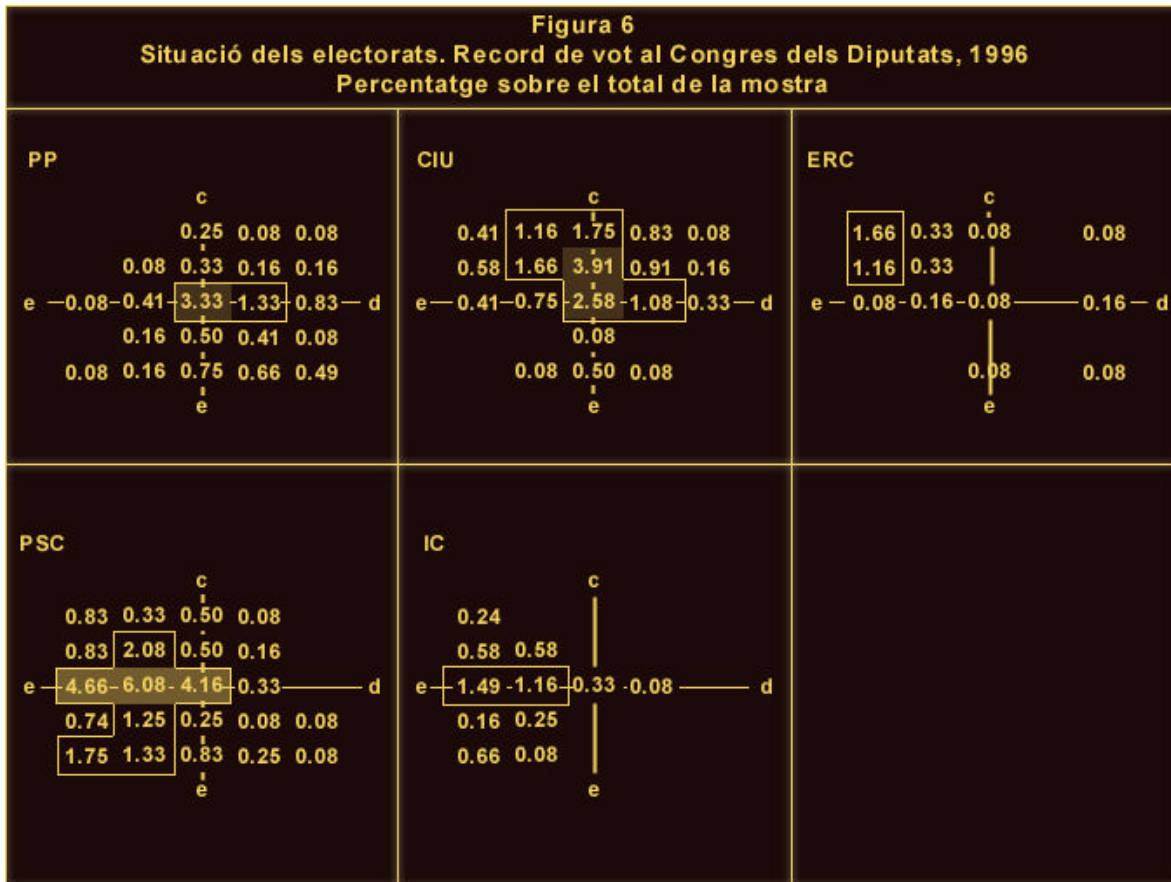 Figura 6
Situació dels electorats. Record de vot al Congres dels Diputats, 1996
Percentatge sobre el total de la mostra
PP
c
0.25 0.08 0.08
0.08 0.33 0.16 0.16
e 0.08 0.41 3.33 1.33 0.83 d
0.16 0.50 0.41 0.08
0.08 0.16 0.75 0.66 0.49
e
CIU
c
0.41 1.16 1.75 0.83 0.08
0.58 1.66 3.91 0.91 0.16
e 0.41 0.75 2.58 1.08 0.33 d
0.08
0.08 0.50 0.08
e
ERC
c
1.66 0.33 0.08 0.08
1.16 0.33
e 0.08 0.16 0.08 0.16 d
0.08 0.08
e
PSC
c
0.83 0.33 0.50 0.08
0.83 2.08 0.50 0.16
e 4.66 6.08 4.16 0.33 d
0.74 1.25 0.25 0.08 0.08
1.75 1.33 0.83 0.25 0.08
e
IC
c
0.24
0.58 0.58
e 1.49 1.16 0.33 0.08 d
0.16 0.25
0.66 0.08
e